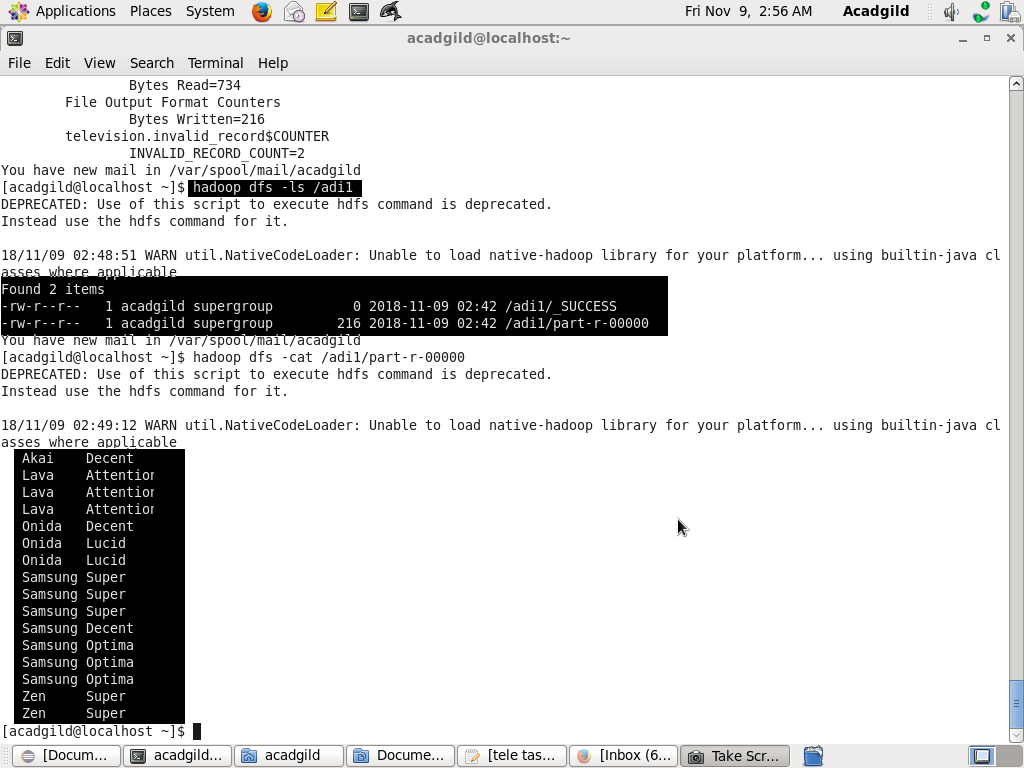 Applications Places System Fri Nov 9, 2:56 AM Acadgild
acadgild@localhost:~
File Edit View Search Terminal Help
Bytes Read=734
File Output Format Counters
Bytes Written=216
television.invalid_record$COUNTER
INVALID_RECORD_COUNT=2
You have new mail in /var/spool/mail/acadgild
[acadgild@localhost ~]$ hadoop dfs -ls /adi1
DEPRECATED: Use of this script to execute hdfs command is deprecated.
Instead use the hdfs command for it.
18/11/09 02:48:51 WARN util.NativeCodeLoader: Unable to load native-hadoop library for your platform... using builtin-java cl
asses where applicable
Found 2 items
-rw-r--r-- 1 acadgild supergroup 0 2018-11-09 02:42 /adi1/_SUCCESS
-rw-r--r-- 1 acadgild supergroup 216 2018-11-09 02:42 /adi1/part-r-00000
You have new mail in /var/spool/mail/acadgild
[acadgild@localhost ~]$ hadoop dfs -cat /adi1/part-r-00000
DEPRECATED: Use of this script to execute hdfs command is deprecated.
Instead use the hdfs command for it.
18/11/09 02:49:12 WARN util.NativeCodeLoader: Unable to load native-hadoop library for your platform... using builtin-java cl
asses where applicable
Akai Decent
Lava Attention
Lava Attention
Lava Attention
Onida Decent
Onida Lucid
Onida Lucid
Samsung Super
Samsung Super
Samsung Super
Samsung Decent
Samsung Optima
Samsung Optima
Samsung Optima
Zen Super
Zen Super
[acadgild@localhost ~]$
[Docum... acadgild... acadgild Docume... [tele tas... [Inbox (6... Take Scr...